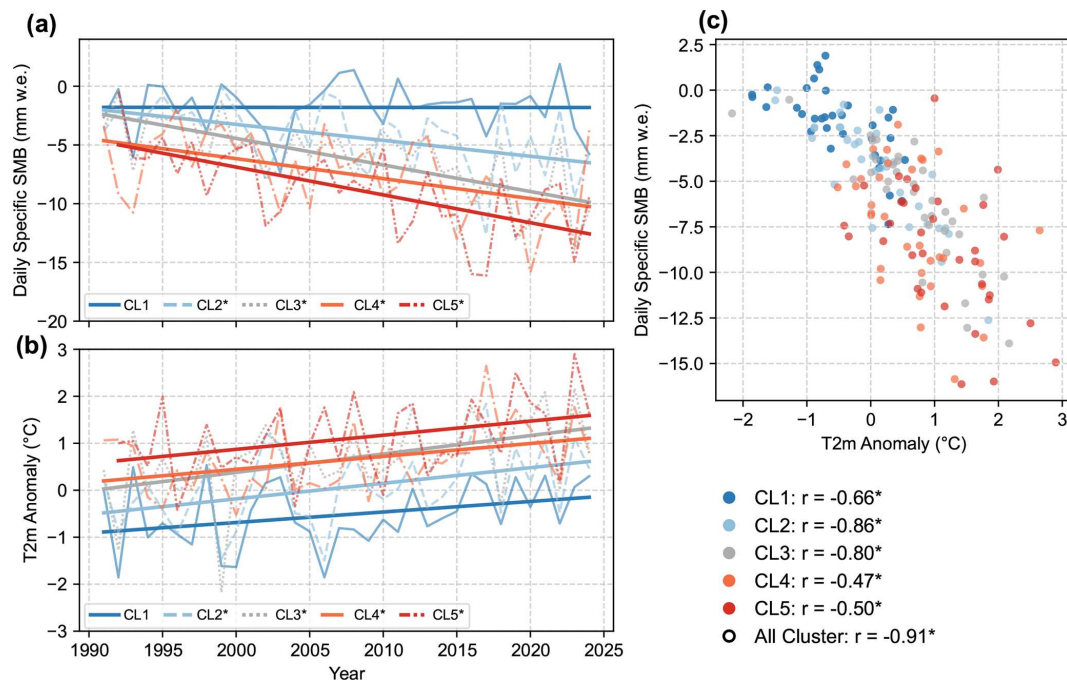 (a)
Daily Specific SMB (mm w.e.)
0
−5
−10
−15
−20
CL1 CL2* CL3* CL4* CL5*
(b)
T2m Anomaly (°C)
3
2
1
0
−1
−2
−3
CL1 CL2* CL3* CL4* CL5*
1990 1995 2000 2005 2010 2015 2020 2025
Year
(c)
Daily Specific SMB (mm w.e.)
2.5
0.0
−2.5
−5.0
−7.5
−10.0
−12.5
−15.0
−2 −1 0 1 2 3
T2m Anomaly (°C)
CL1: r = -0.66*
CL2: r = -0.86*
CL3: r = -0.80*
CL4: r = -0.47*
CL5: r = -0.50*
All Cluster: r = -0.91*